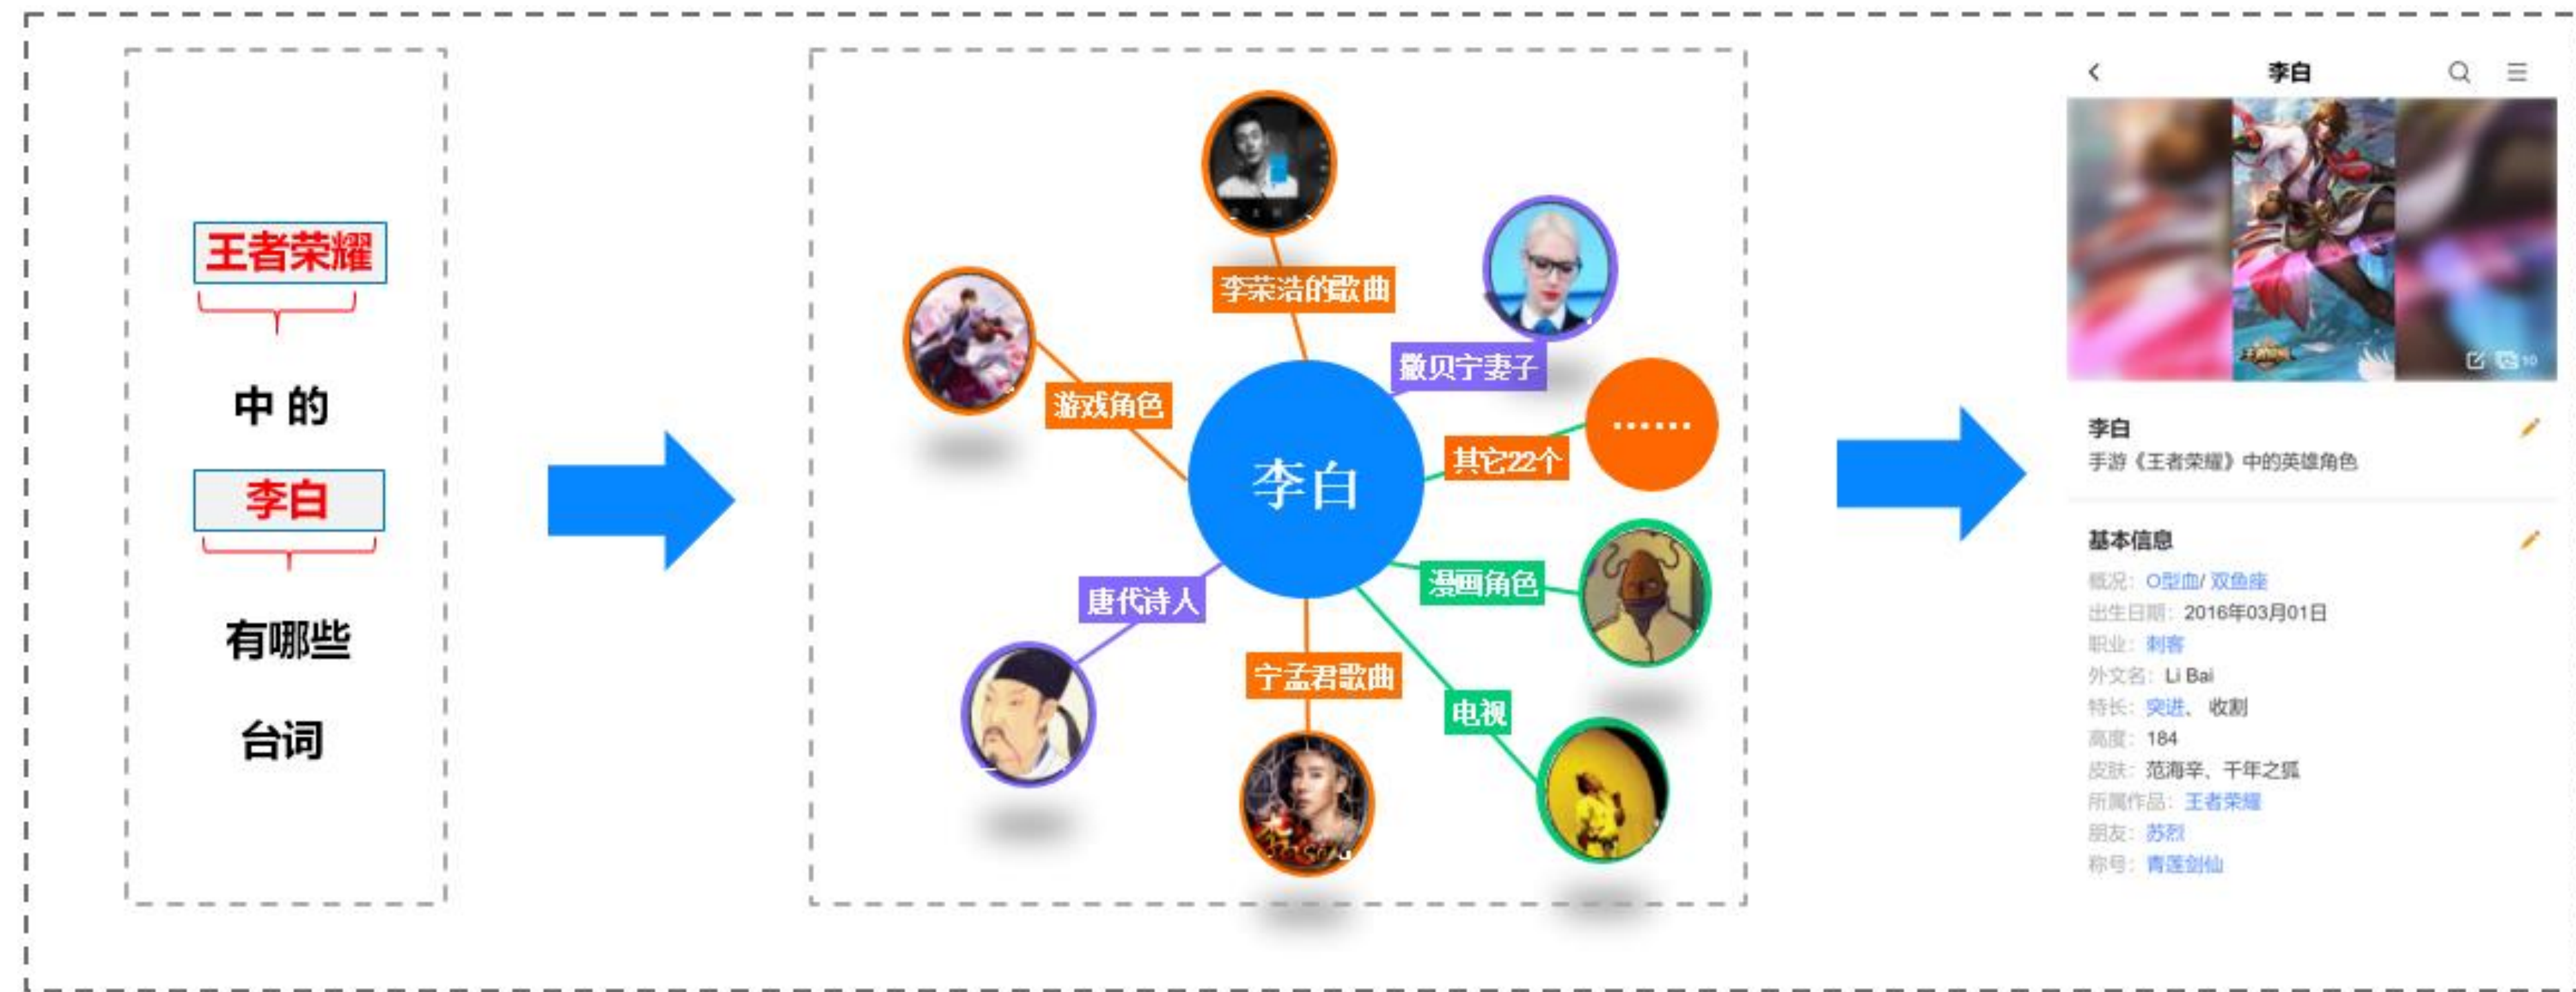 王者荣耀
中的
李白
有哪些
台词
李荣浩的歌曲
撒贝宁妻子
游戏角色
其它22个
......
李白
漫画角色
唐代诗人
宁孟君歌曲
电视
李白
10
李白
手游《王者荣耀》中的英雄角色
基本信息
概况：O型血/ 双鱼座
出生日期：2016年03月01日
职业：刺客
外文名：Li Bai
特长：突进、 收割
高度：184
皮肤：范海辛、千年之狐
所属作品：王者荣耀
朋友：苏烈
称号：青莲剑仙